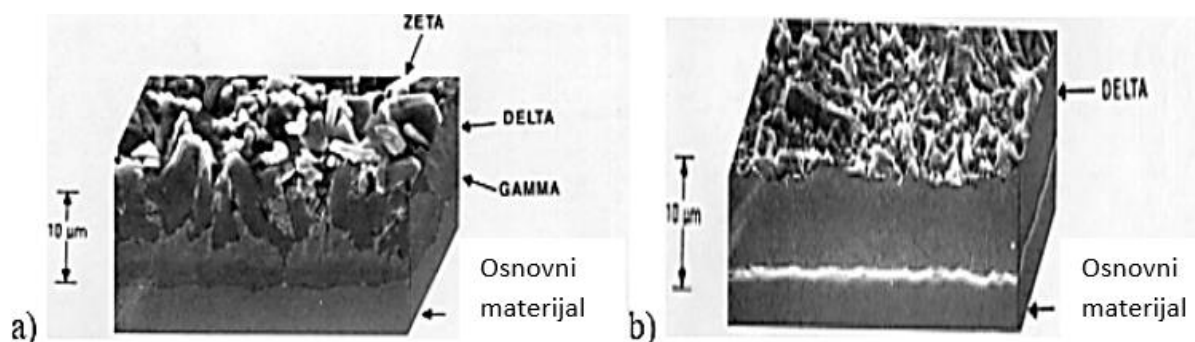 ZETA
DELTA
GAMMA
10 μm
Osnovni
materijal
a)
DELTA
10 μm
Osnovni
materijal
b)